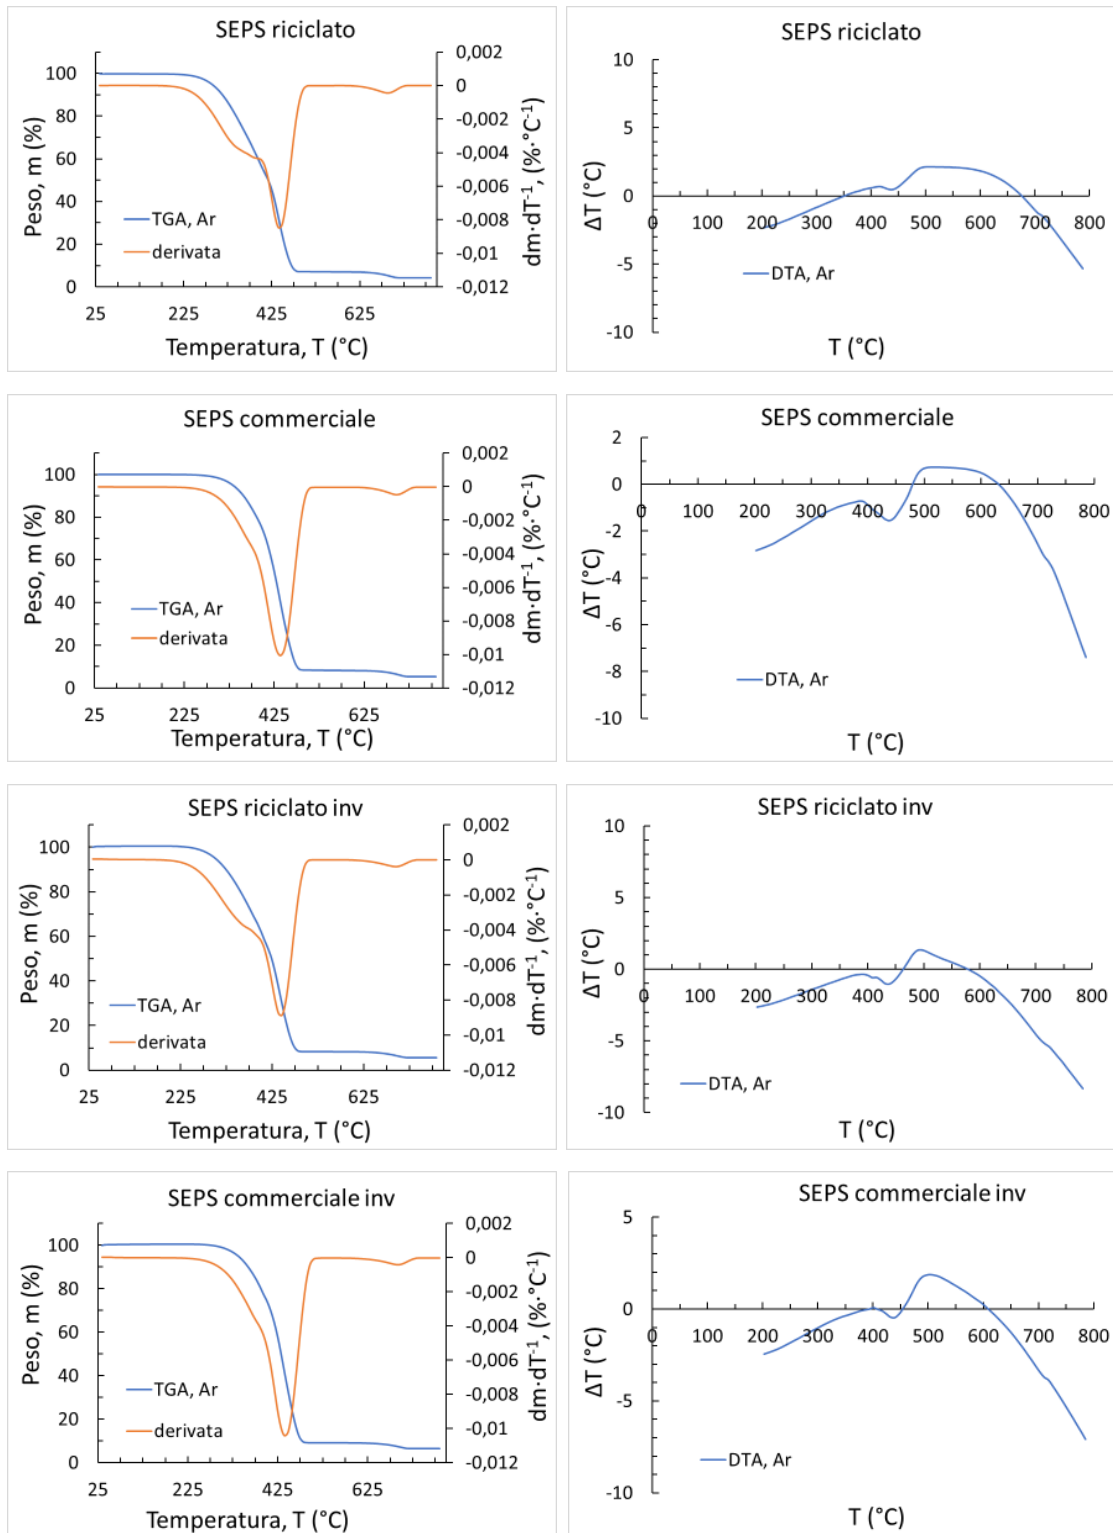 SEPS riciclato
0,002
100
0
80
-0,002
60
-0,004
40
-0,006
20
-0,008
0
-0,01
-0,012
25 225 425 625
Peso, m (%)
dm·dT⁻¹, (%·°C⁻¹)
TGA, Ar
derivata
Temperatura, T (°C)
SEPS riciclato
10
5
0
-5
-10
0 100 200 300 400 500 600 700 800
ΔT (°C)
DTA, Ar
T (°C)
SEPS commerciale
0,002
100
0
80
-0,002
60
-0,004
40
-0,006
20
-0,008
0
-0,01
-0,012
25 225 425 625
Peso, m (%)
dm·dT⁻¹, (%·°C⁻¹)
TGA, Ar
derivata
Temperatura, T (°C)
SEPS commerciale
2
0
-2
-4
-6
-8
-10
0 100 200 300 400 500 600 700 800
ΔT (°C)
DTA, Ar
T (°C)
SEPS riciclato inv
0,002
100
0
80
-0,002
60
-0,004
40
-0,006
20
-0,008
0
-0,01
-0,012
25 225 425 625
Peso, m (%)
dm·dT⁻¹, (%·°C⁻¹)
TGA, Ar
derivata
Temperatura, T (°C)
SEPS riciclato inv
10
5
0
-5
-10
0 100 200 300 400 500 600 700 800
ΔT (°C)
DTA, Ar
T (°C)
SEPS commerciale inv
0,002
100
0
80
-0,002
60
-0,004
40
-0,006
20
-0,008
0
-0,01
-0,012
25 225 425 625
Peso, m (%)
dm·dT⁻¹, (%·°C⁻¹)
TGA, Ar
derivata
Temperatura, T (°C)
SEPS commerciale inv
5
0
-5
-10
0 100 200 300 400 500 600 700 800
ΔT (°C)
DTA, Ar
T (°C)